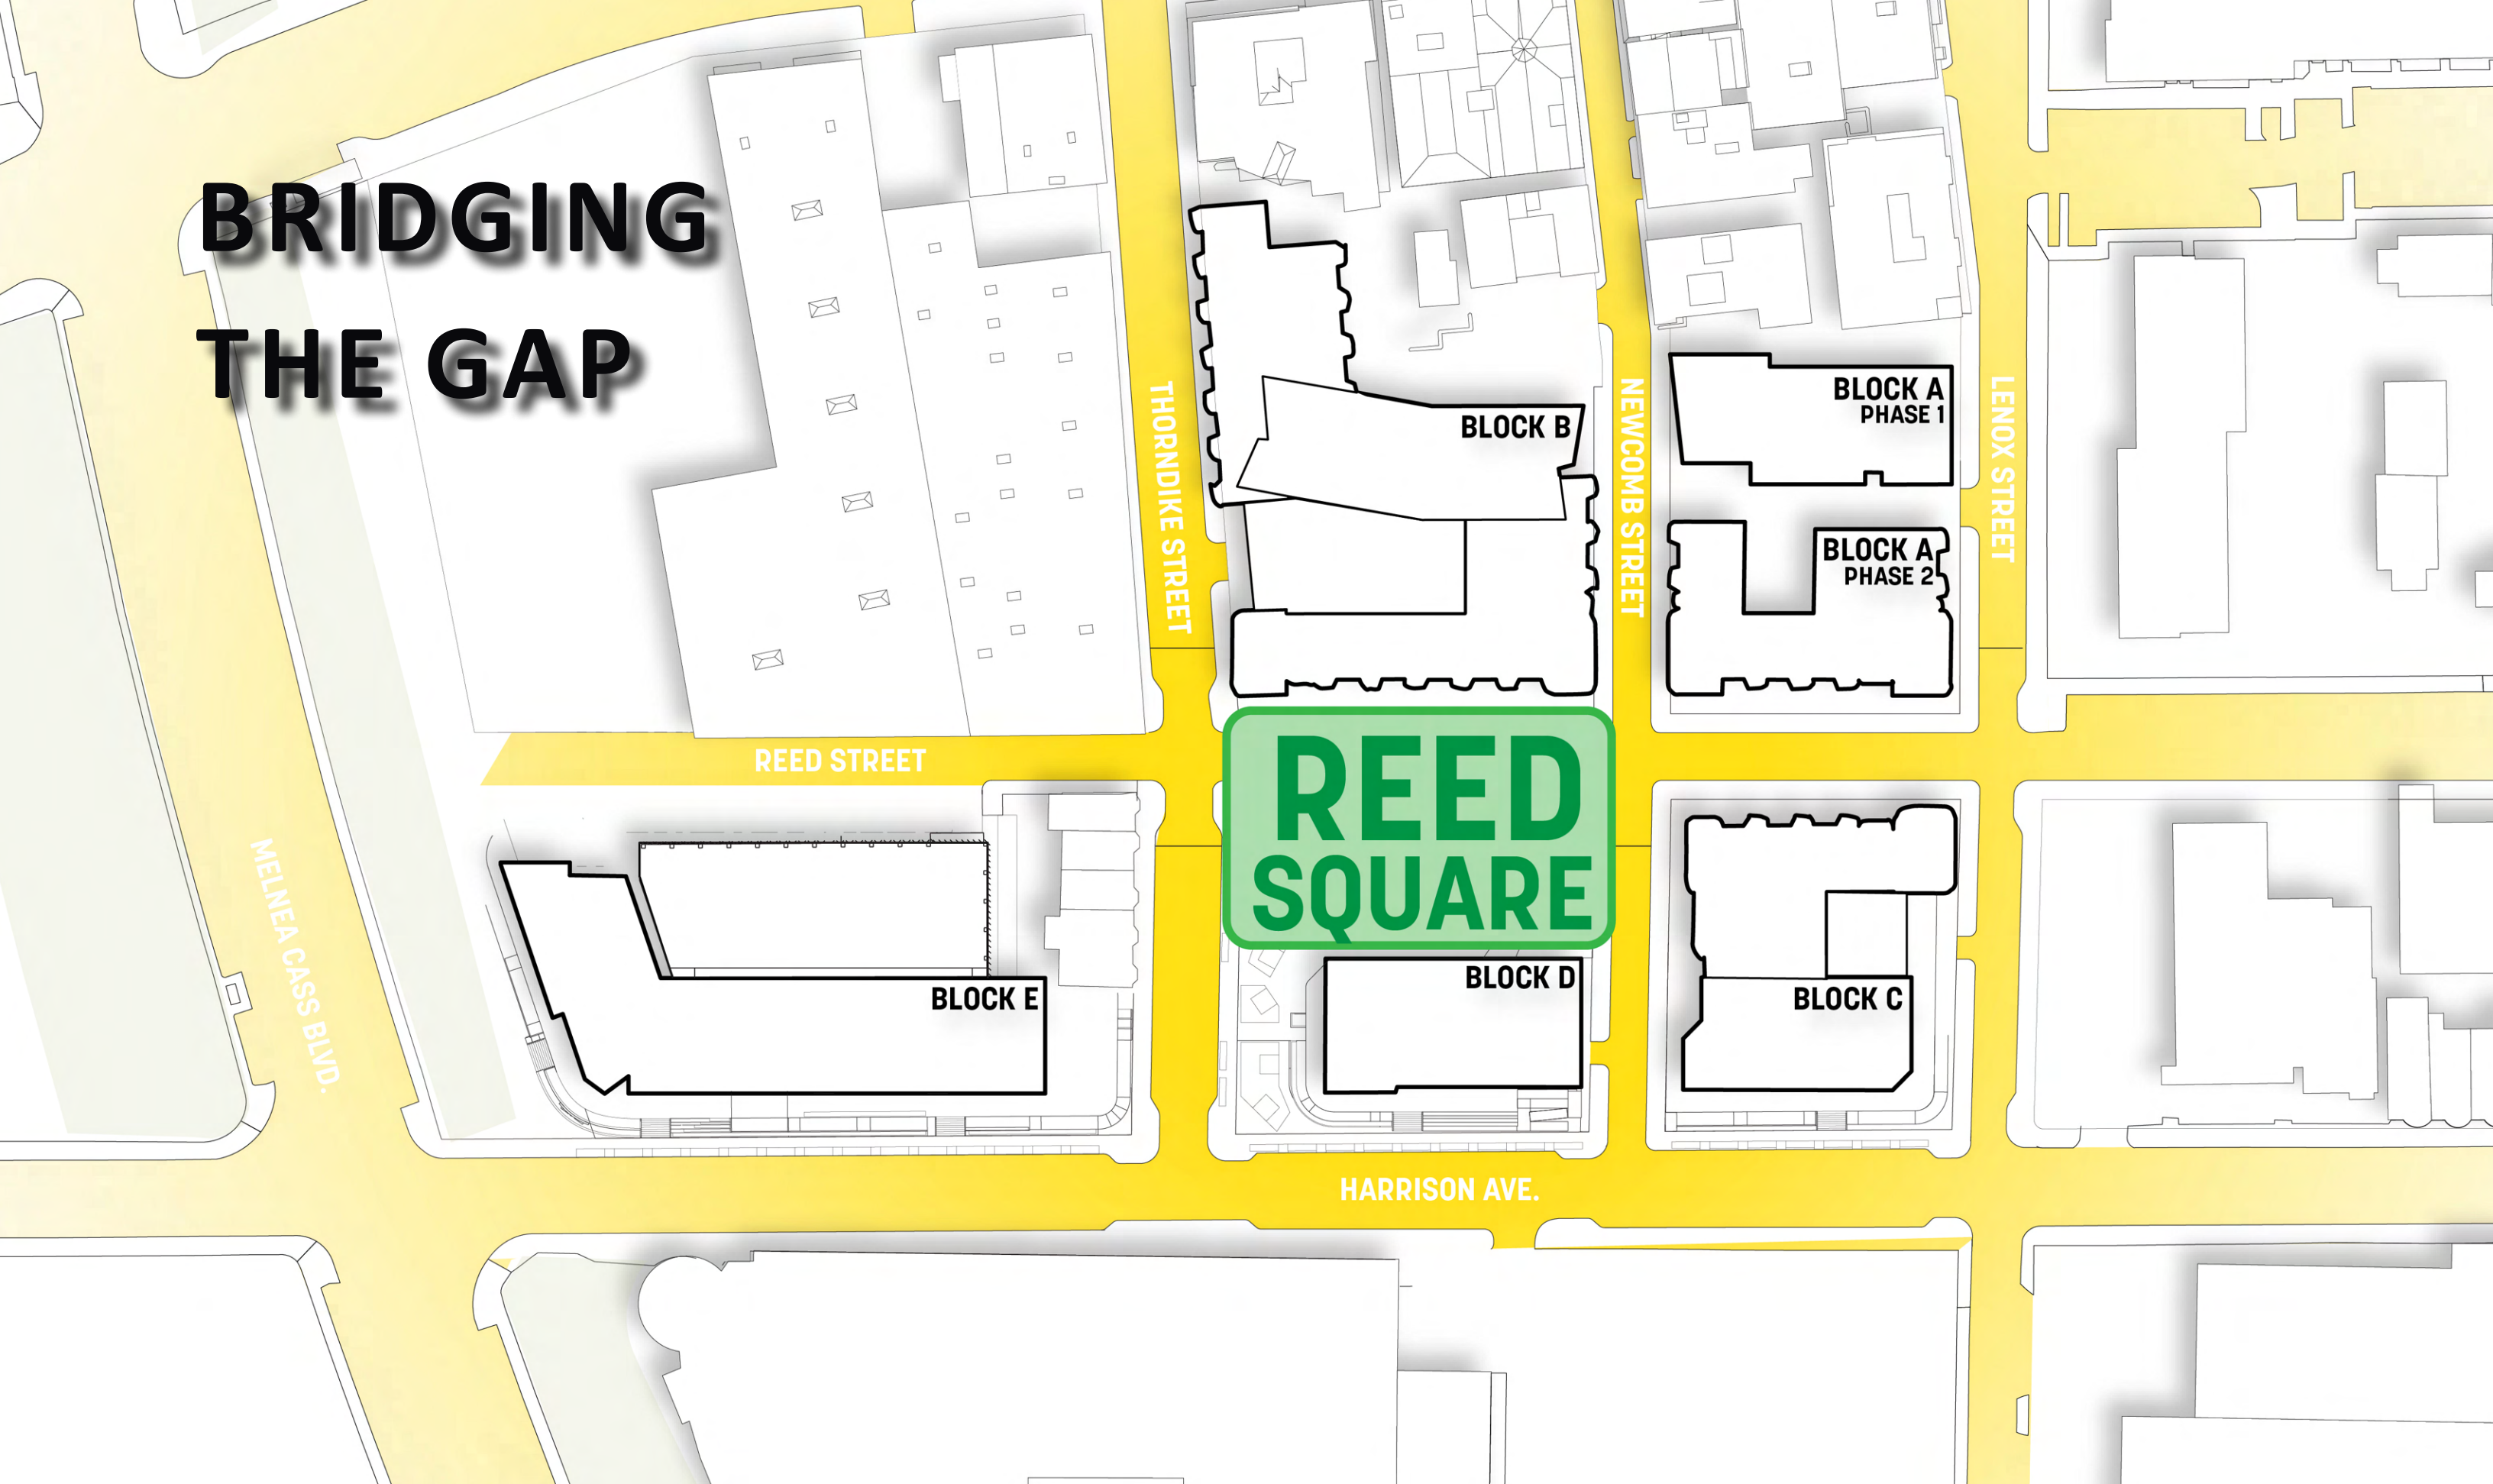 BRIDGING
THE GAP
THORNDIKE STREET
NEWCOMB STREET
LENOX STREET
BLOCK B
BLOCK A
PHASE 1
BLOCK A
PHASE 2
REED STREET
REED
SQUARE
MELNEA CASS BLVD.
BLOCK E
BLOCK D
BLOCK C
HARRISON AVE.